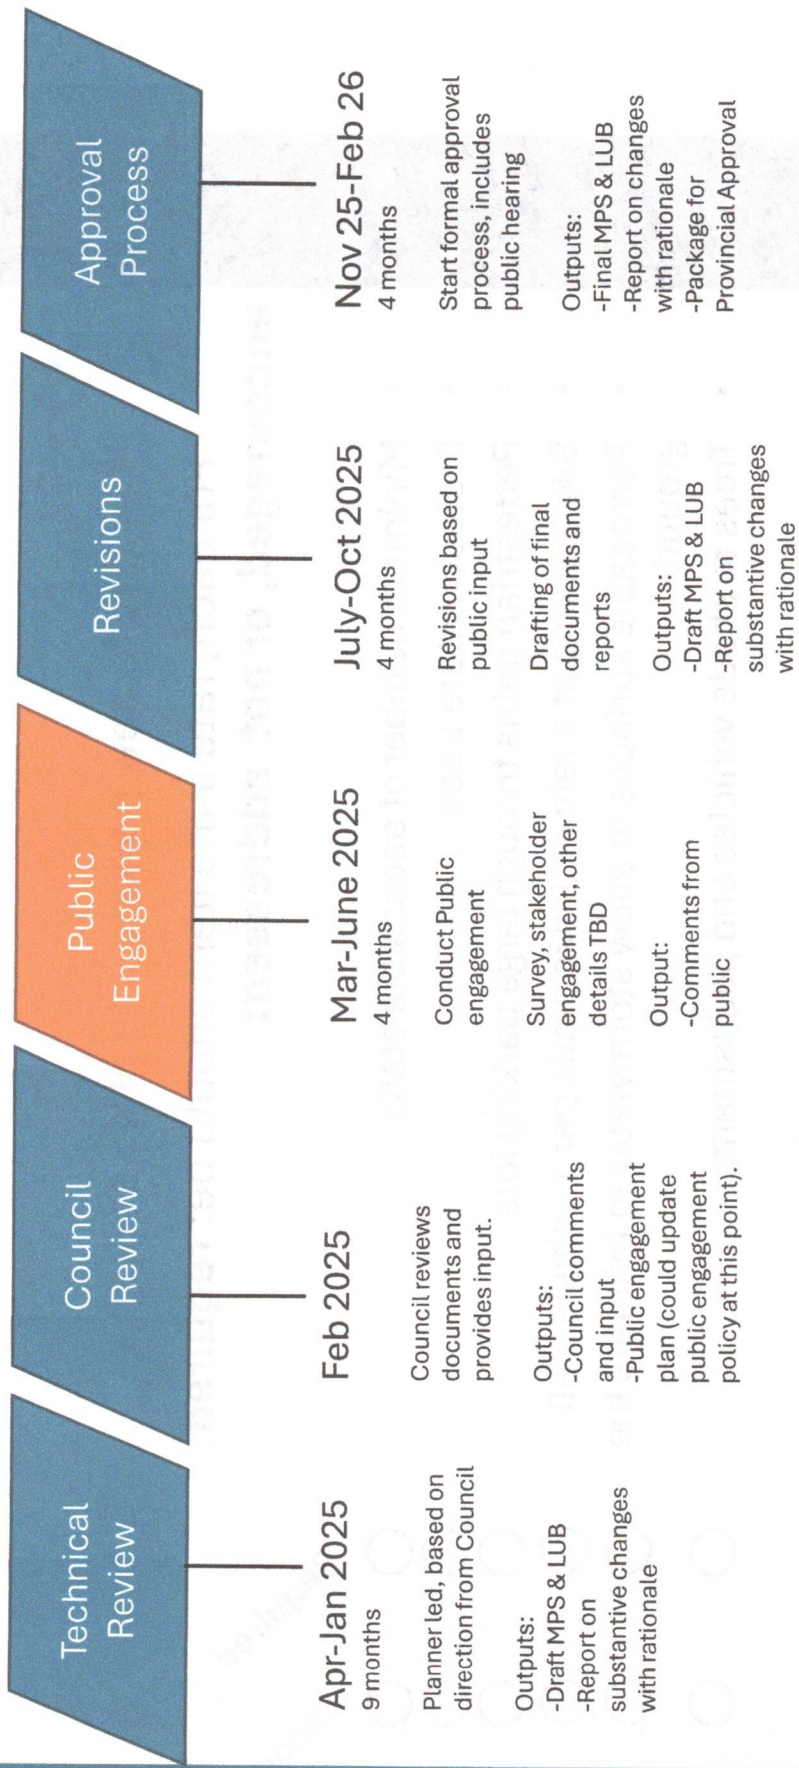 Technical
Review
Apr-Jan 2025
9 months
Planner led, based on
direction from Council
Outputs:
-Draft MPS & LUB
-Report on
substantive changes
with rationale
Council
Review
Feb 2025
Council reviews
documents and
provides input.
Outputs:
-Council comments
and input
-Public engagement
plan (could update
public engagement
policy at this point).
Public
Engagement
Mar-June 2025
4 months
Conduct Public
engagement
Survey, stakeholder
engagement, other
details TBD
Output:
-Comments from
public
Revisions
July-Oct 2025
4 months
Revisions based on
public input
Drafting of final
documents and
reports
Outputs:
-Draft MPS & LUB
-Report on
substantive changes
with rationale
Approval
Process
Nov 25-Feb 26
4 months
Start formal approval
process, includes
public hearing
Outputs:
-Final MPS & LUB
-Report on changes
with rationale
-Package for
Provincial Approval